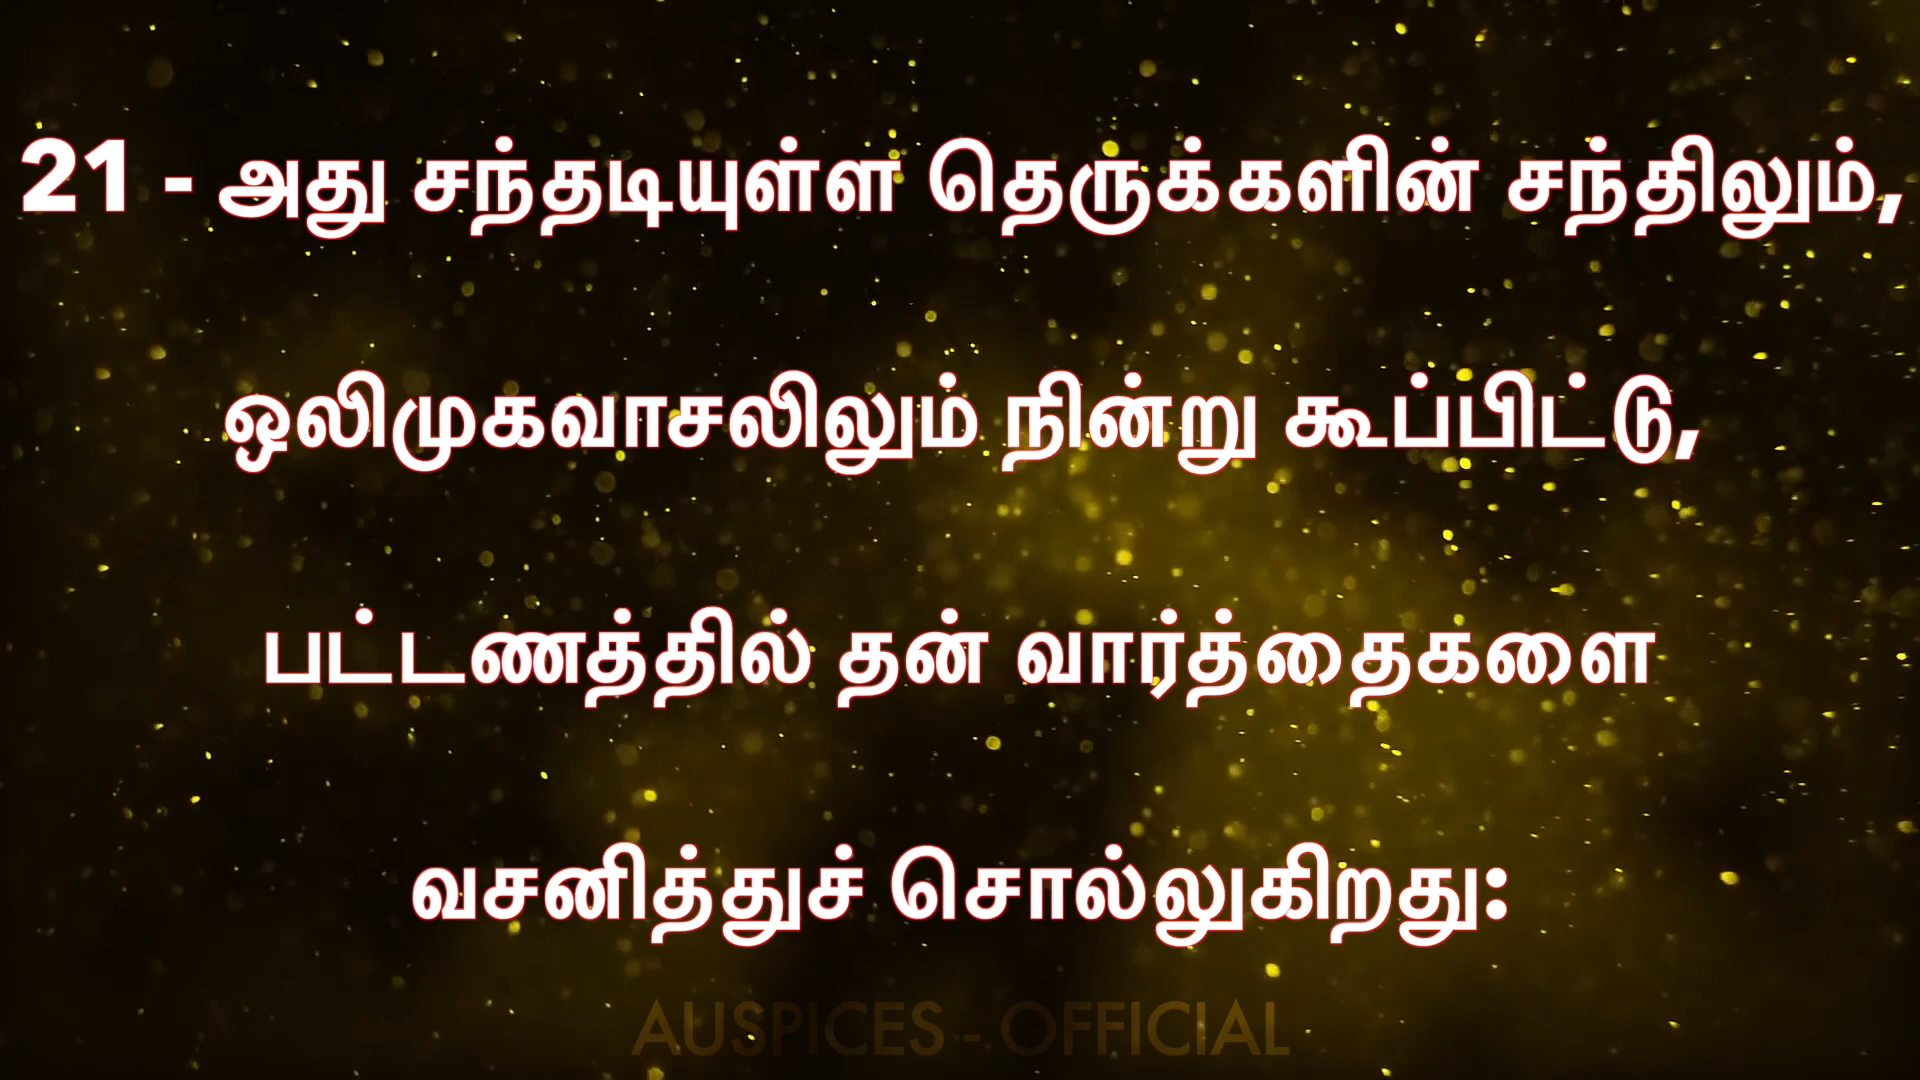 21 - அது சந்தடியுள்ள தெருக்களின் சந்திலும்,
ஒலிமுகவாசலிலும் நின்று கூப்பிட்டு,
பட்டணத்தில் தன் வார்த்தைகளை
வசனித்துச் சொல்லுகிறது:
AUSPICES - OFFICIAL